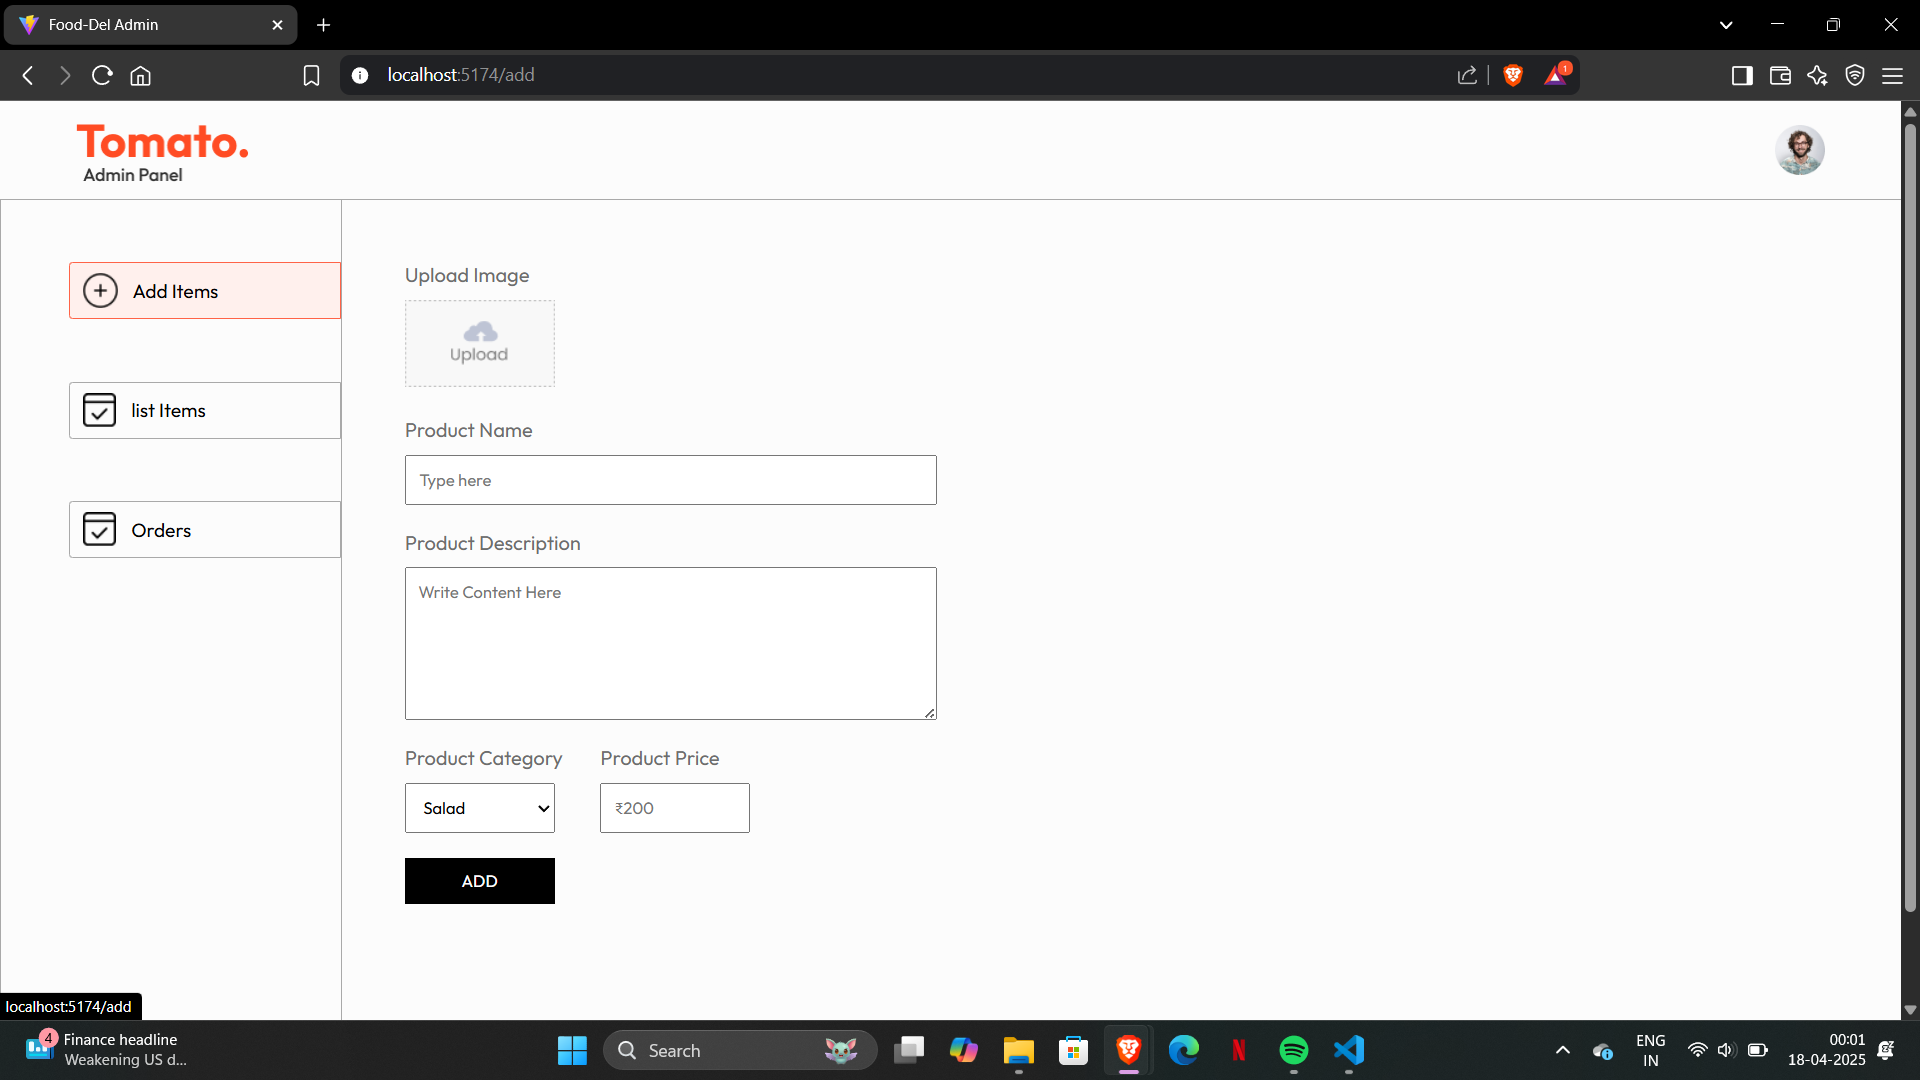 Food-Del Admin
localhost:5174/add
1
Tomato.
Admin Panel
Add Items
list Items
Orders
Upload Image
Upload
Product Name
Type here
Product Description
Write Content Here
Product Category
Product Price
Salad
₹200
ADD
localhost:5174/add
4
Finance headline
Weakening US d...
Search
ENG
IN
00:01
18-04-2025